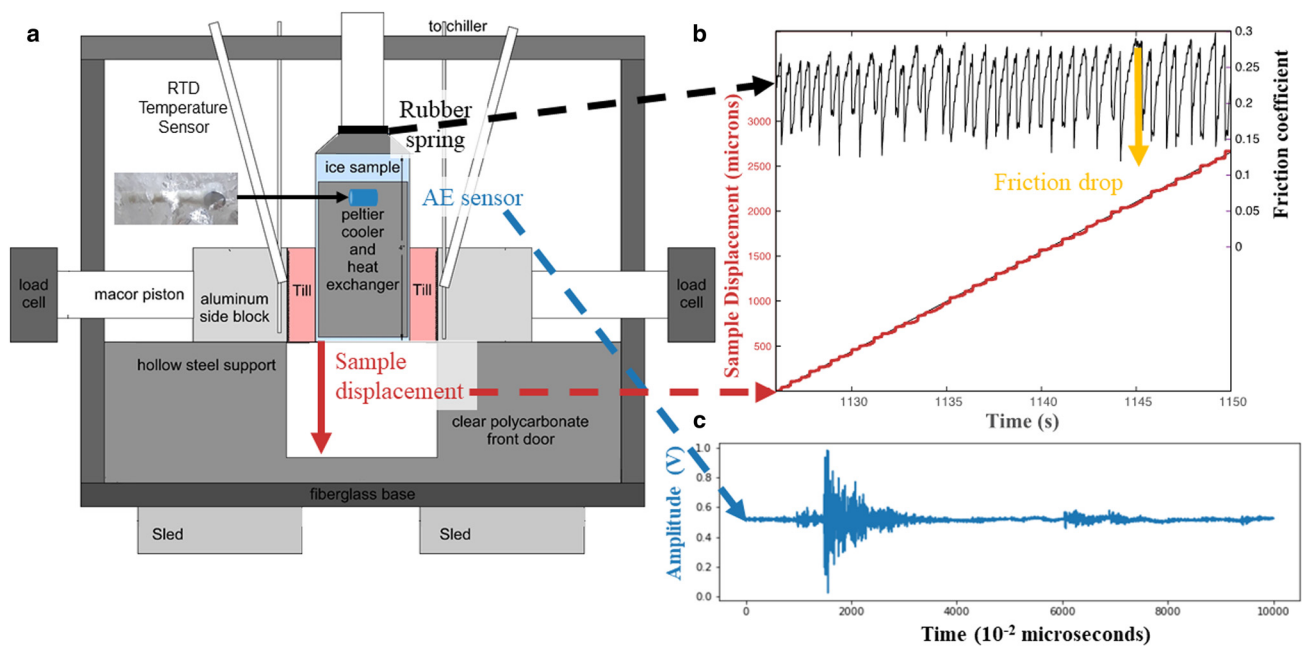 a
to chiller
RTD
Temperature
Sensor
Rubber
spring
ice sample
AE sensor
peltier
cooler
and
heat
exchanger
4"
load
cell
macor piston
aluminum
side block
Till
Till
load
cell
hollow steel support
Sample
displacement
clear polycarbonate
front door
fiberglass base
Sled
Sled
b
Sample Displacement (microns)
3000
2500
2000
1500
1000
500
0.3
0.25
0.2
0.15
0.1
0.05
0
Friction coefficient
Friction drop
1130
1135
1140
1145
1150
Time (s)
c
Amplitude (V)
1.0
0.8
0.6
0.4
0.2
0.0
0
2000
4000
6000
8000
10000
Time (10-2 microseconds)